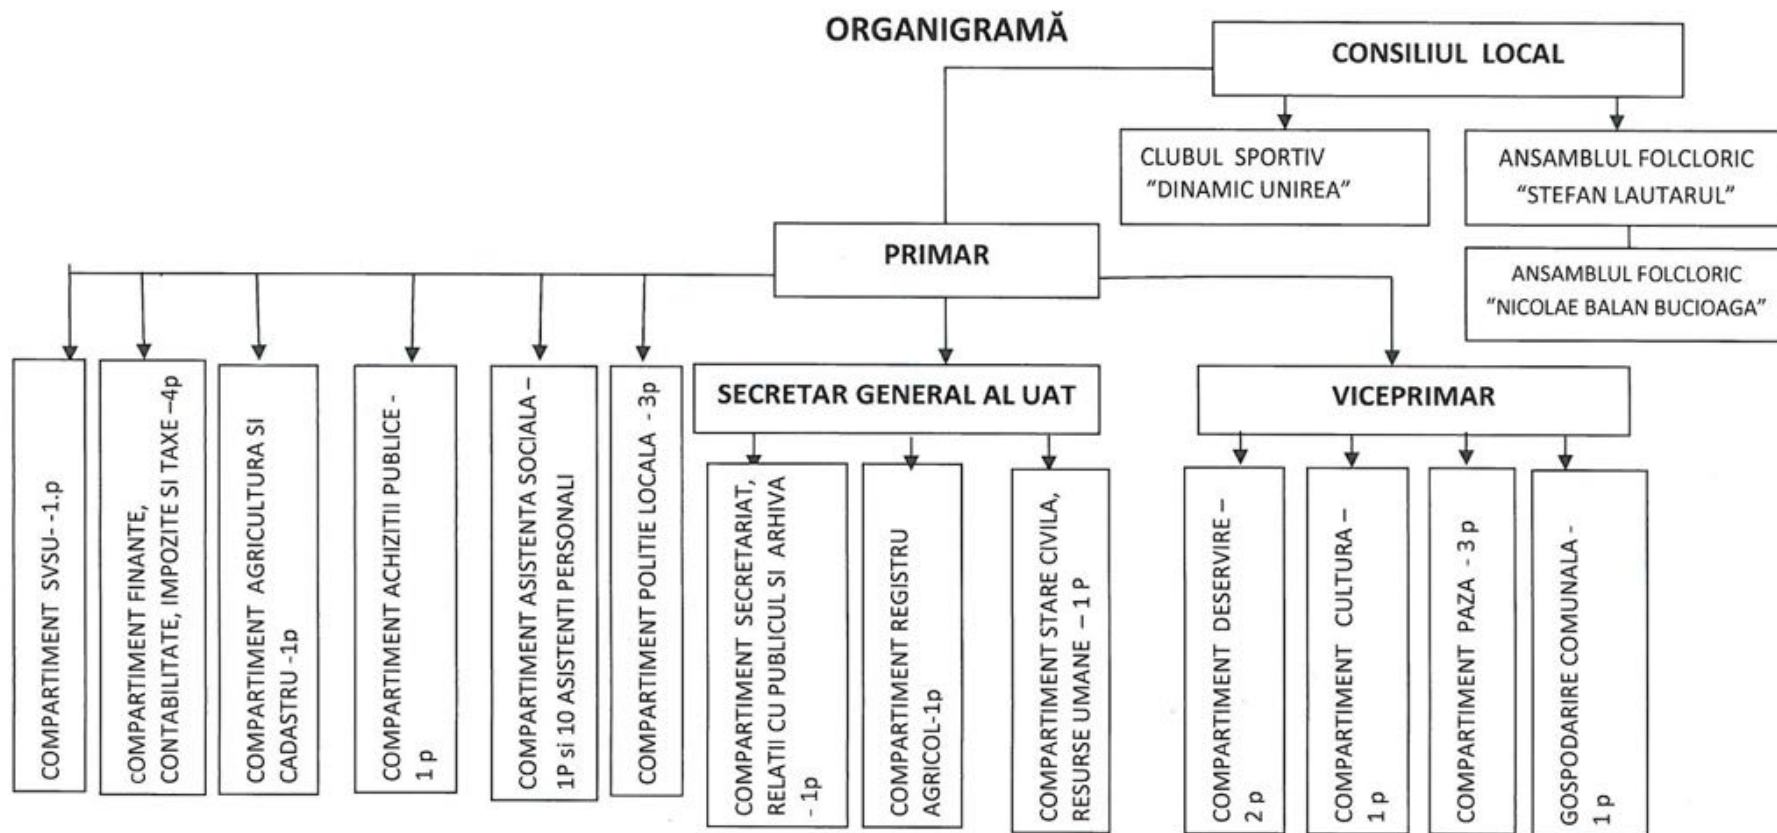 ORGANIGRAMĂ
CONSILIUL LOCAL
CLUBUL SPORTIV
"DINAMIC UNIREA"
ANSAMBLUL FOLCLORIC
"STEFAN LAUTARUL"
ANSAMBLUL FOLCLORIC
"NICOLAE BALAN BUCIOAGA"
PRIMAR
SECRETAR GENERAL AL UAT
VICEPRIMAR
COMPARTIMENT SVSU- -1.p
COMPARTIMENT FINANTE,
CONTABILITATE, IMPOZITE SI TAXE –4p
COMPARTIMENT AGRICULTURA SI
CADASTRU -1p
COMPARTIMENT ACHIZITII PUBLICE -
1 p
COMPARTIMENT ASISTENTA SOCIALA –
1P si 10 ASISTENTI PERSONALI
COMPARTIMENT POLITIE LOCALA - 3p
COMPARTIMENT SECRETARIAT,
RELATII CU PUBLICUL SI ARHIVA
- 1p
COMPARTIMENT REGISTRU
AGRICOL-1p
COMPARTIMENT STARE CIVILA,
RESURSE UMANE – 1 P
COMPARTIMENT DESERVIRE –
2 p
COMPARTIMENT CULTURA –
1 p
COMPARTIMENT PAZA - 3 p
GOSPODARIRE COMUNALA -
1 p